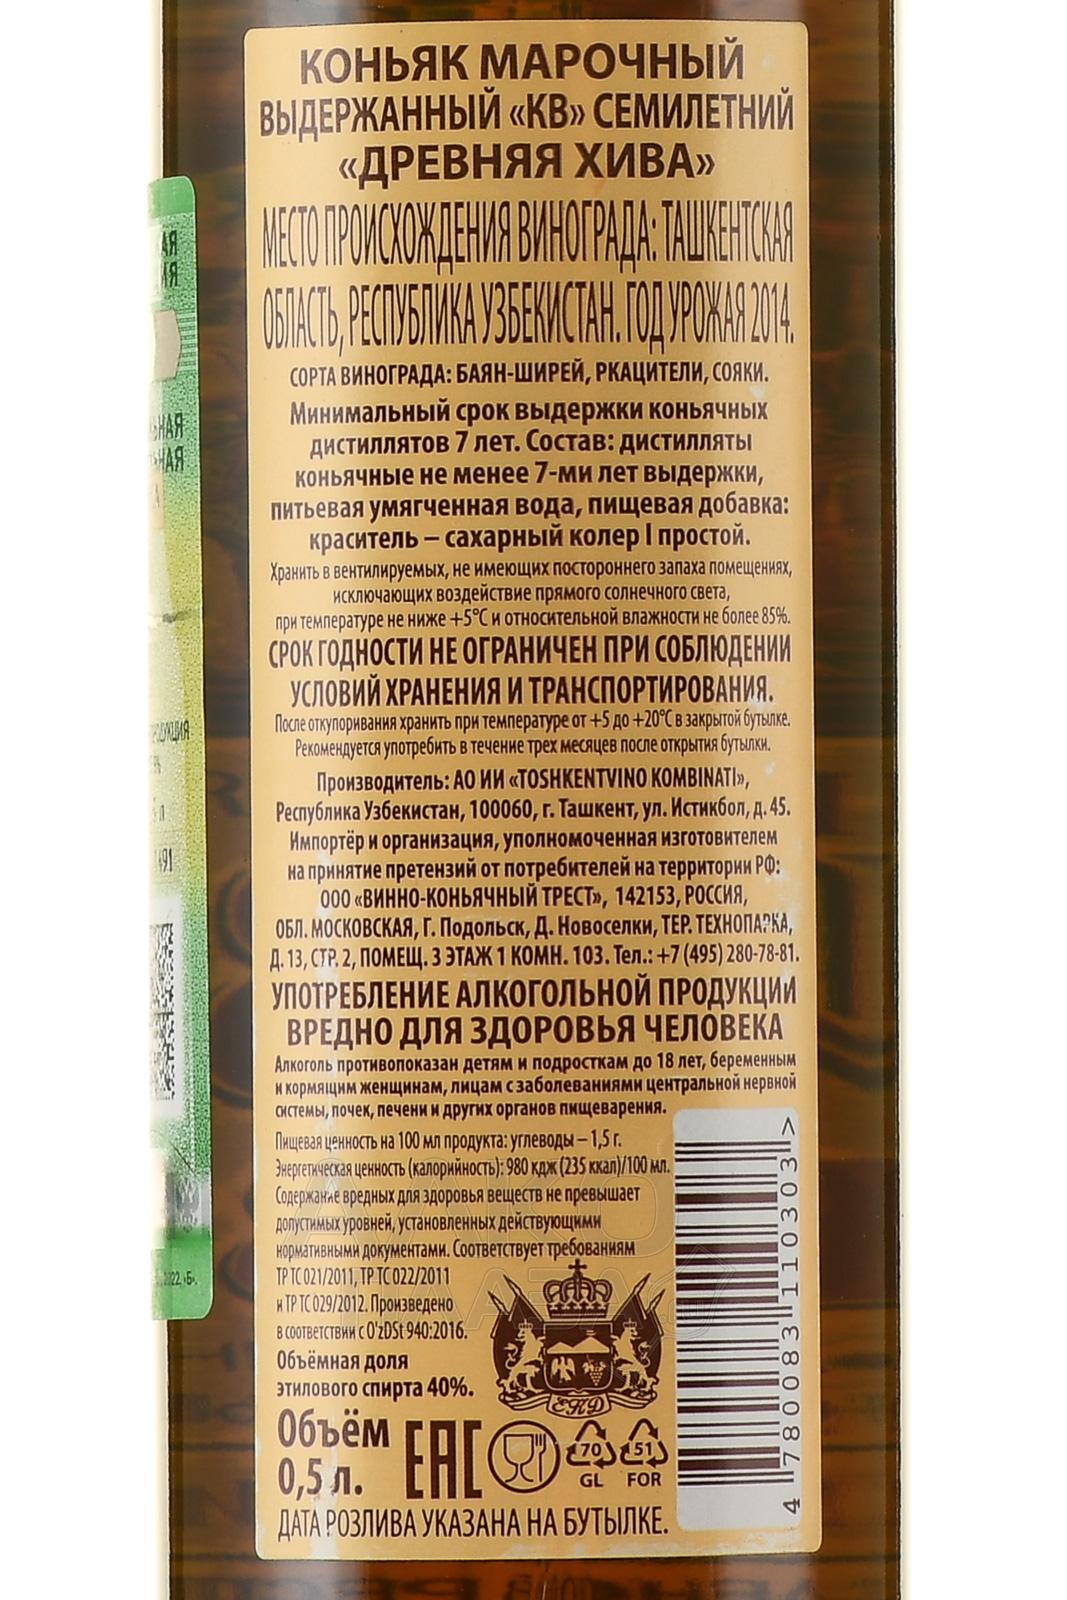 КОНЬЯК МАРОЧНЫЙ
ВЫДЕРЖАННЫЙ «КВ» СЕМИЛЕТНИЙ
«ДРЕВНЯЯ ХИВА»
МЕСТО ПРОИСХОЖДЕНИЯ ВИНОГРАДА: ТАШКЕНТСКАЯ
ОБЛАСТЬ, РЕСПУБЛИКА УЗБЕКИСТАН. ГОД УРОЖАЯ 2014.
СОРТА ВИНОГРАДА: БАЯН-ШИРЕЙ, РКАЦИТЕЛИ, СОЯКИ.
Минимальный срок выдержки коньячных
дистиллятов 7 лет. Состав: дистилляты
коньячные не менее 7-ми лет выдержки,
питьевая умягченная вода, пищевая добавка:
краситель – сахарный колер I простой.
Хранить в вентилируемых, не имеющих постороннего запаха помещениях,
исключающих воздействие прямого солнечного света,
при температуре не ниже +5°С и относительной влажности не более 85%.
СРОК ГОДНОСТИ НЕ ОГРАНИЧЕН ПРИ СОБЛЮДЕНИИ
УСЛОВИЙ ХРАНЕНИЯ И ТРАНСПОРТИРОВАНИЯ.
После откупоривания хранить при температуре от +5 до +20°С в закрытой бутылке.
Рекомендуется употребить в течение трех месяцев после открытия бутылки.
Производитель: АО ИИ «TOSHKENTVINO KOMBINATI»,
Республика Узбекистан, 100060, г. Ташкент, ул. Истикбол, д. 45.
Импортёр и организация, уполномоченная изготовителем
на принятие претензий от потребителей на территории РФ:
ООО «ВИННО-КОНЬЯЧНЫЙ ТРЕСТ», 142153, РОССИЯ,
ОБЛ. МОСКОВСКАЯ, Г. Подольск, Д. Новоселки, ТЕР. ТЕХНОПАРКА,
Д. 13, СТР. 2, ПОМЕЩ. 3 ЭТАЖ 1 КОМН. 103. Тел.: +7 (495) 280-78-81.
УПОТРЕБЛЕНИЕ АЛКОГОЛЬНОЙ ПРОДУКЦИИ
ВРЕДНО ДЛЯ ЗДОРОВЬЯ ЧЕЛОВЕКА
Алкоголь противопоказан детям и подросткам до 18 лет, беременным
и кормящим женщинам, лицам с заболеваниями центральной нервной
системы, почек, печени и других органов пищеварения.
Пищевая ценность на 100 мл продукта: углеводы – 1,5 г.
Энергетическая ценность (калорийность): 980 кдж (235 ккал)/100 мл.
Содержание вредных для здоровья веществ не превышает
допустимых уровней, установленных действующими
нормативными документами. Соответствует требованиям
ТР ТС 021/2011, ТР ТС 022/2011
и ТР ТС 029/2012. Произведено
в соответствии с O'zDSt 940:2016.
Объёмная доля
этилового спирта 40%.
Объём
0,5 л.
ЕАС
70
GL
51
FOR
ДАТА РОЗЛИВА УКАЗАНА НА БУТЫЛКЕ.
4 780083 110303 >